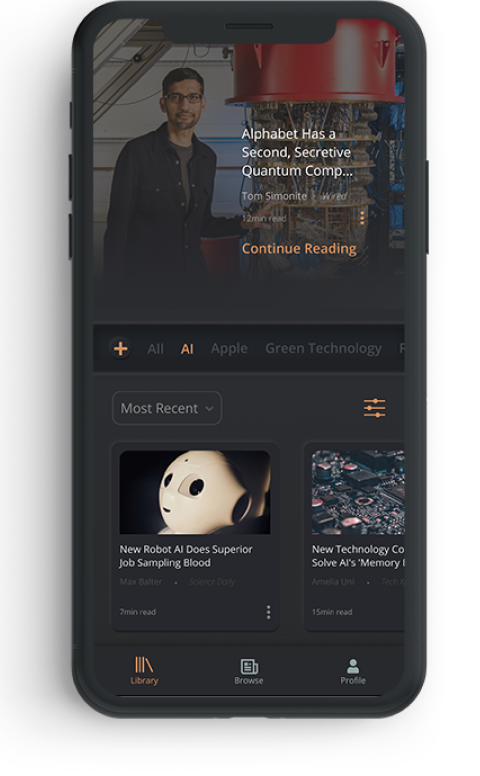 Alphabet Has a
Second, Secretive
Quantum Comp...
Tom Simonite • Wired
12min read
Continue Reading
All AI Apple Green Technology
Most Recent
New Robot AI Does Superior
Job Sampling Blood
Max Balter • Science Daily
7min read
New Technology Co
Solve AI's 'Memory
Amelia Uni • Tech
15min read
Library
Browse
Profile